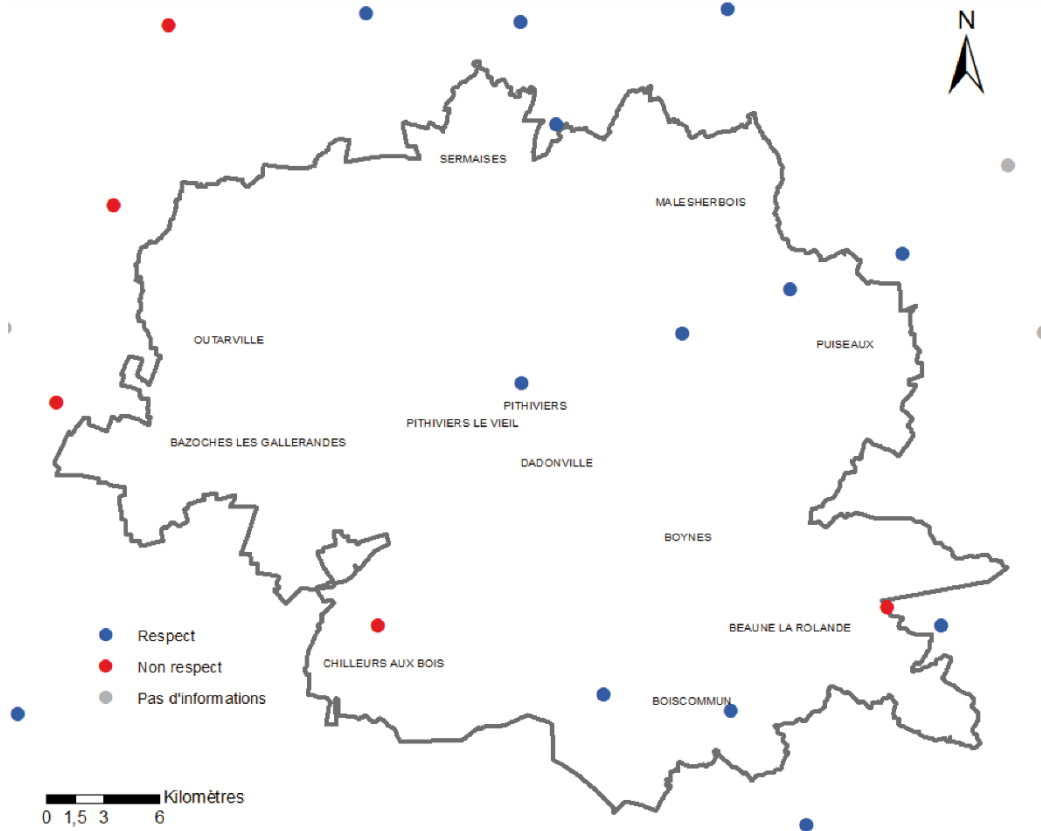 N
SERMAISES
MALESHERBOIS
OUTARVILLE
PUISEAUX
PITHIVIERS
PITHIVIERS LE VIEIL
BAZOCHES LES GALLERANDES
DADONVILLE
BOYNES
BEAUNE LA ROLANDE
CHILLEURS AUX BOIS
BOISCOMMUN
Respect
Non respect
Pas d'informations
Kilomètres
0 1,5 3 6